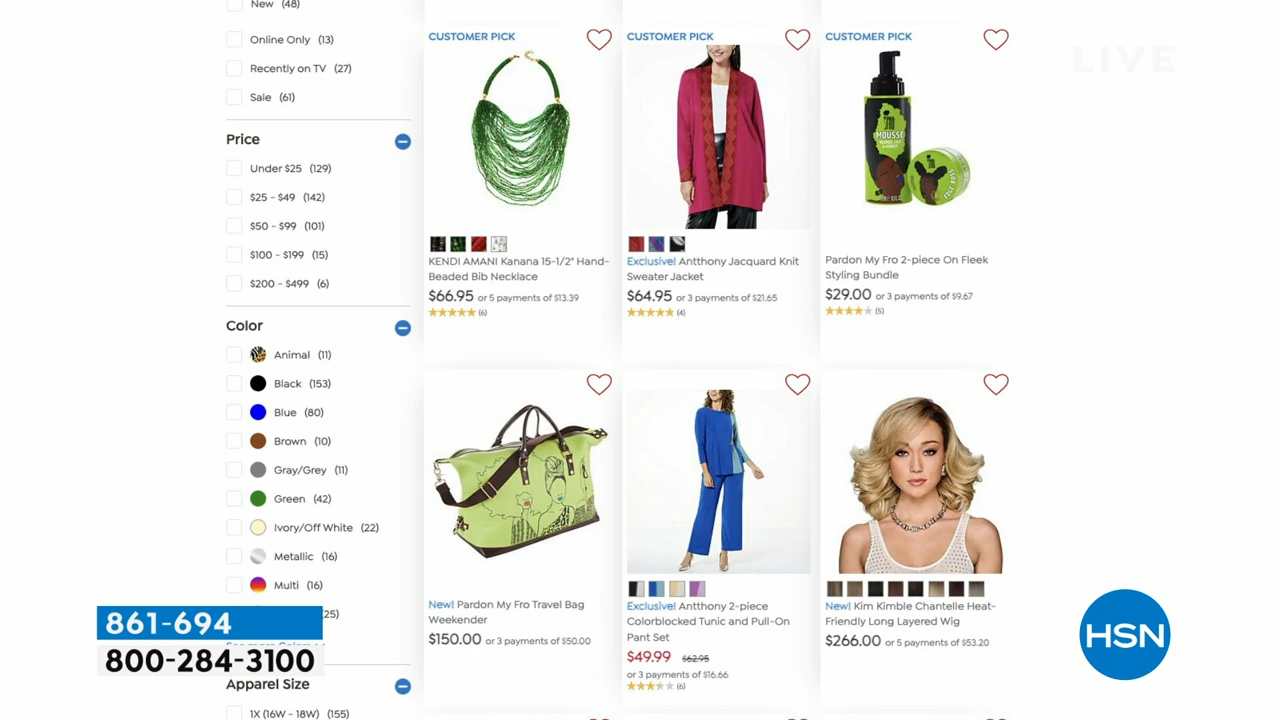 New (48)
Online Only (13)
Recently on TV (27)
Sale (61)
Price
Under $25 (129)
$25 - $49 (142)
$50 - $99 (101)
$100 - $199 (15)
$200 - $499 (6)
Color
Animal (11)
Black (153)
Blue (80)
Brown (10)
Gray/Grey (11)
Green (42)
Ivory/Off White (22)
Metallic (16)
Multi (16)
25)
861-694
800-284-3100
Apparel Size
1X (16W - 18W) (155)
CUSTOMER PICK
KENDI AMANI Kanana 15-1/2" Hand-
Beaded Bib Necklace
$66.95 or 5 payments of $13.39
(6)
CUSTOMER PICK
Exclusive! Antthony Jacquard Knit
Sweater Jacket
$64.95 or 3 payments of $21.65
(4)
CUSTOMER PICK
MOUSSE
Pardon My Fro 2-piece On Fleek
Styling Bundle
$29.00 or 3 payments of $9.67
(5)
New! Pardon My Fro Travel Bag
Weekender
$150.00 or 3 payments of $50.00
Exclusive! Antthony 2-piece
Colorblocked Tunic and Pull-On
Pant Set
$49.99 $62.95
or 3 payments of $16.66
(6)
New! Kim Kimble Chantelle Heat-
Friendly Long Layered Wig
$266.00 or 5 payments of $53.20
LIVE
HSN